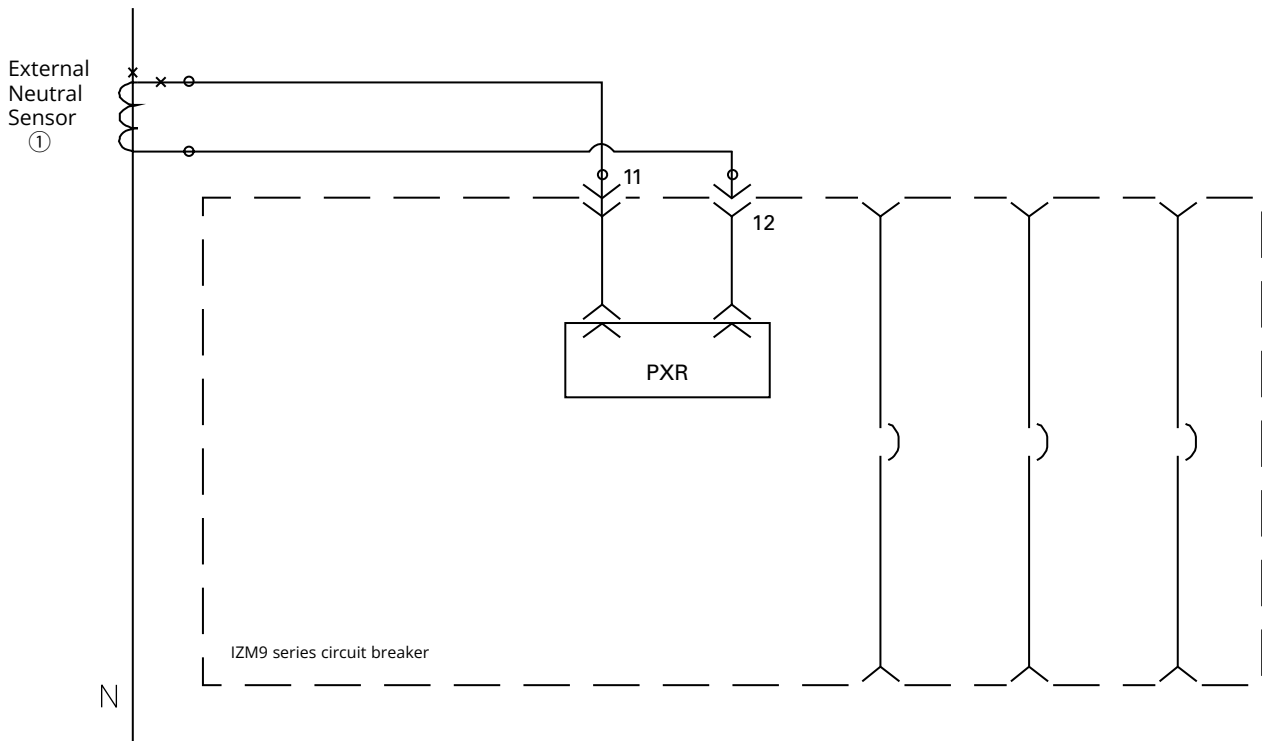 External
Neutral
Sensor
①
11
12
PXR
IZM9 series circuit breaker
N